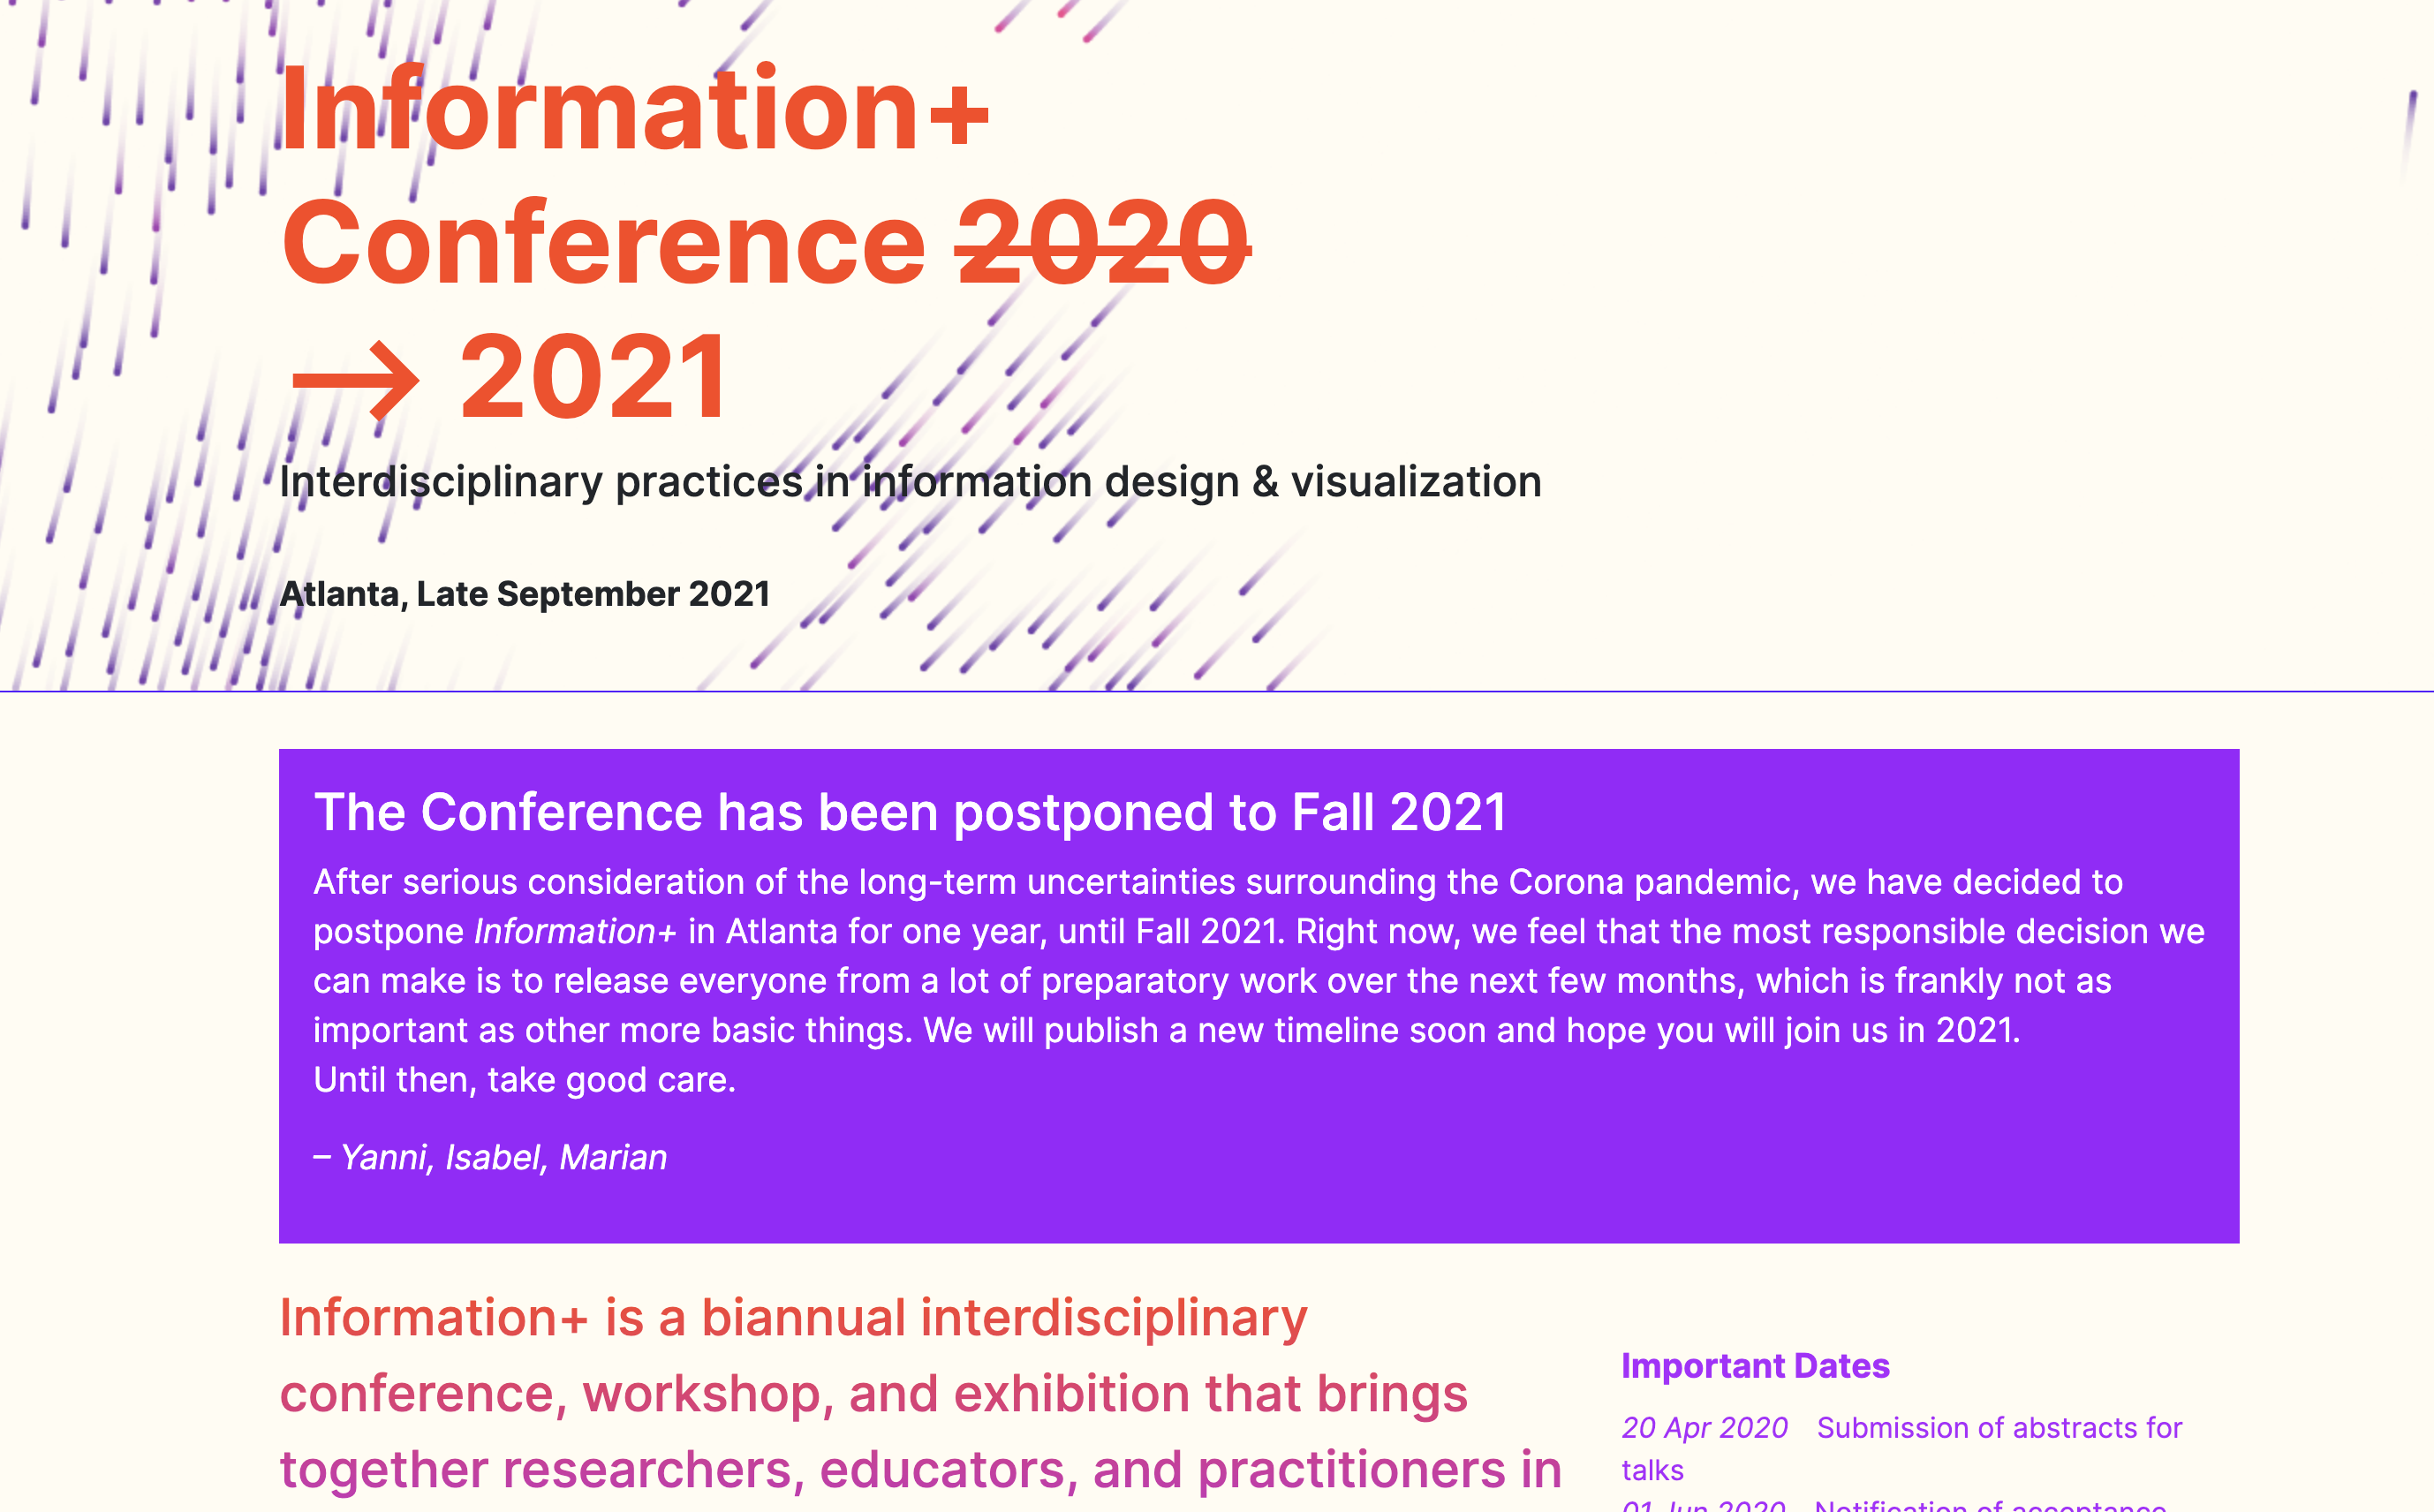 Information+
Conference 2020
→ 2021
Interdisciplinary practices in information design & visualization
Atlanta, Late September 2021
The Conference has been postponed to Fall 2021
After serious consideration of the long-term uncertainties surrounding the Corona pandemic, we have decided to
postpone Information+ in Atlanta for one year, until Fall 2021. Right now, we feel that the most responsible decision we
can make is to release everyone from a lot of preparatory work over the next few months, which is frankly not as
important as other more basic things. We will publish a new timeline soon and hope you will join us in 2021.
Until then, take good care.
– Yanni, Isabel, Marian
Information+ is a biannual interdisciplinary
conference, workshop, and exhibition that brings
together researchers, educators, and practitioners in
Important Dates
20 Apr 2020 Submission of abstracts for
talks
01 Jun 2020 Notification of acceptance